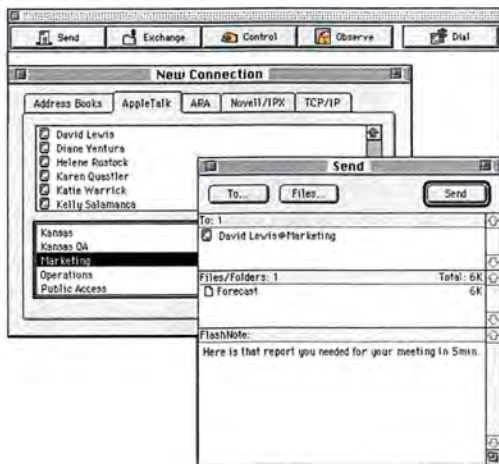 Send Exchange Control Observe Dial
New Connection
Address Books AppleTalk ARA Novell/IPX TCP/IP
David Lewis
Diane Ventura
Helene Rostock
Karen Questler
Katie Warrick
Kelly Salamanca
Kansas
Kansas QA
Marketing
Operations
Public Access
Send
To... Files... Send
To: 1
David Lewis@Marketing
Files/Folders: 1 Total: 6K
Forecast 6K
FlashNote:
Here is that report you needed for your meeting in 5min.